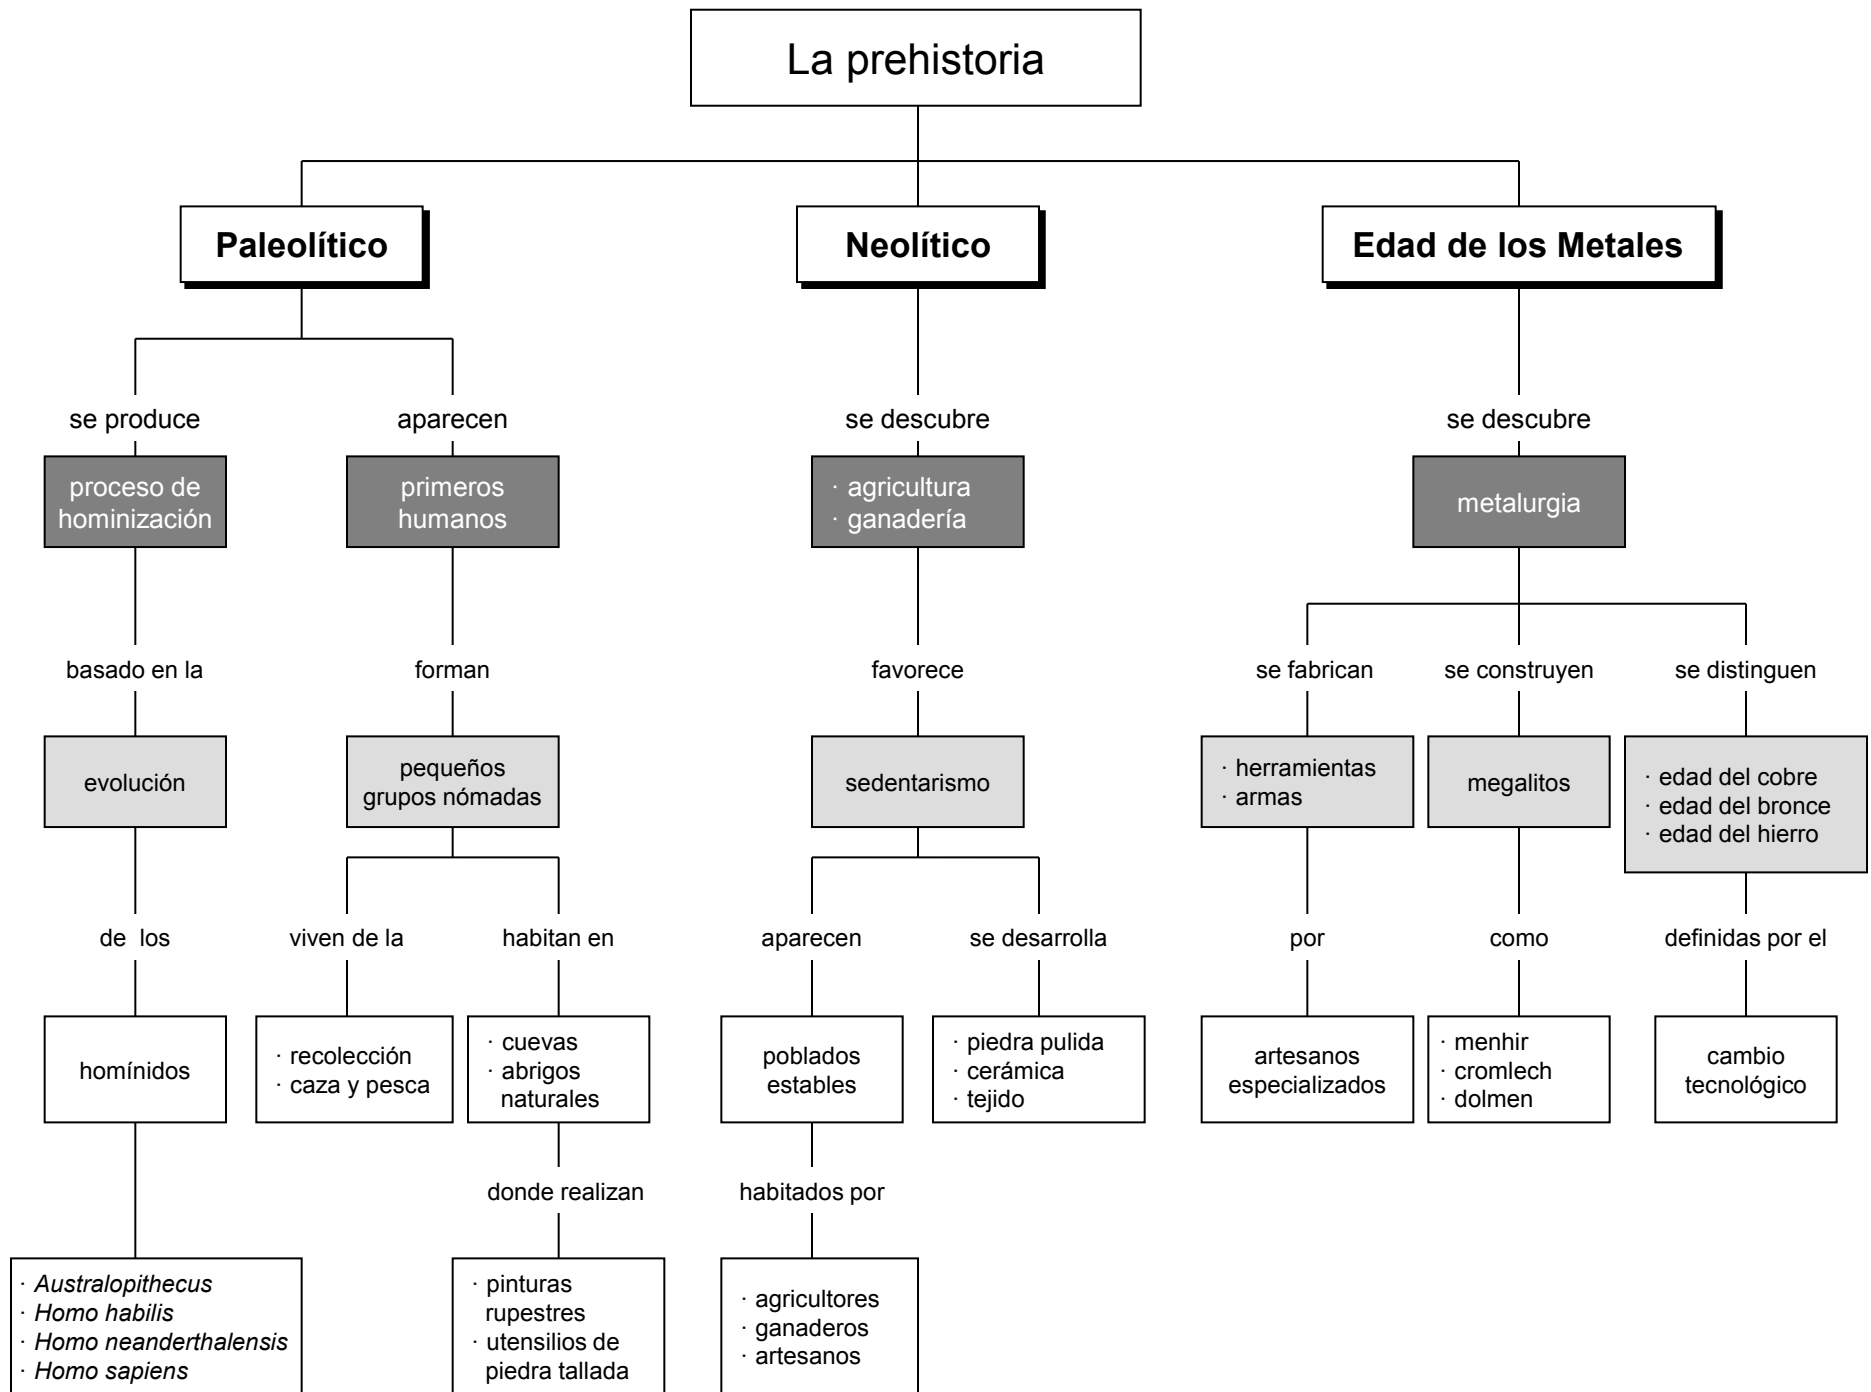 La prehistoria
Paleolítico
Neolítico
Edad de los Metales
se produce
aparecen
se descubre
se descubre
proceso de
hominización
primeros
humanos
· agricultura
· ganadería
metalurgia
basado en la
forman
favorece
se fabrican
se construyen
se distinguen
evolución
pequeños
grupos nómadas
sedentarismo
· herramientas
· armas
megalitos
· edad del cobre
· edad del bronce
· edad del hierro
de los
viven de la
habitan en
aparecen
se desarrolla
por
como
definidas por el
homínidos
· recolección
· caza y pesca
· cuevas
· abrigos
naturales
poblados
estables
· piedra pulida
· cerámica
· tejido
artesanos
especializados
· menhir
· cromlech
· dolmen
cambio
tecnológico
donde realizan
habitados por
· Australopithecus
· Homo habilis
· Homo neanderthalensis
· Homo sapiens
· pinturas
rupestres
· utensilios de
piedra tallada
· agricultores
· ganaderos
· artesanos